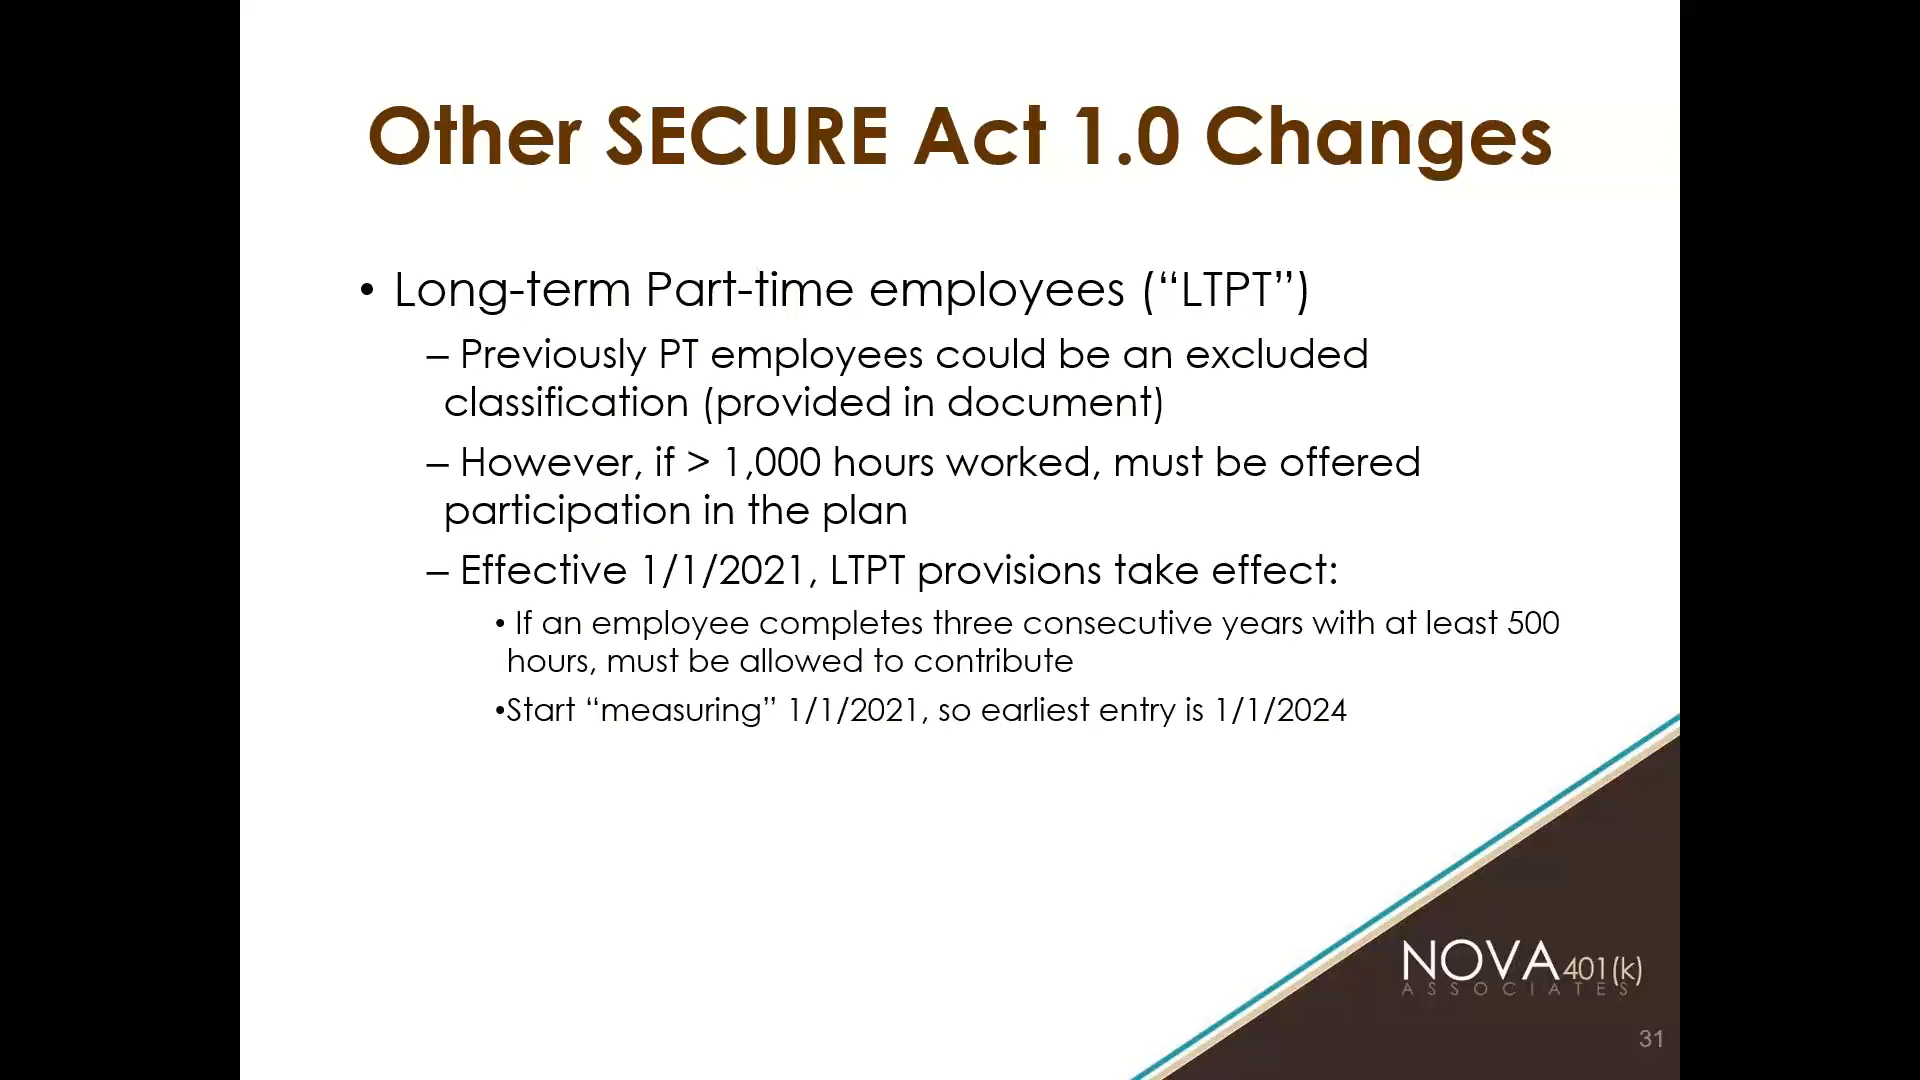 Other SECURE Act 1.0 Changes
• Long-term Part-time employees (“LTPT”)
– Previously PT employees could be an excluded
classification (provided in document)
– However, if > 1,000 hours worked, must be offered
participation in the plan
– Effective 1/1/2021, LTPT provisions take effect:
• If an employee completes three consecutive years with at least 500
hours, must be allowed to contribute
•Start “measuring” 1/1/2021, so earliest entry is 1/1/2024
NOVA 401(k)
ASSOCIATES
31